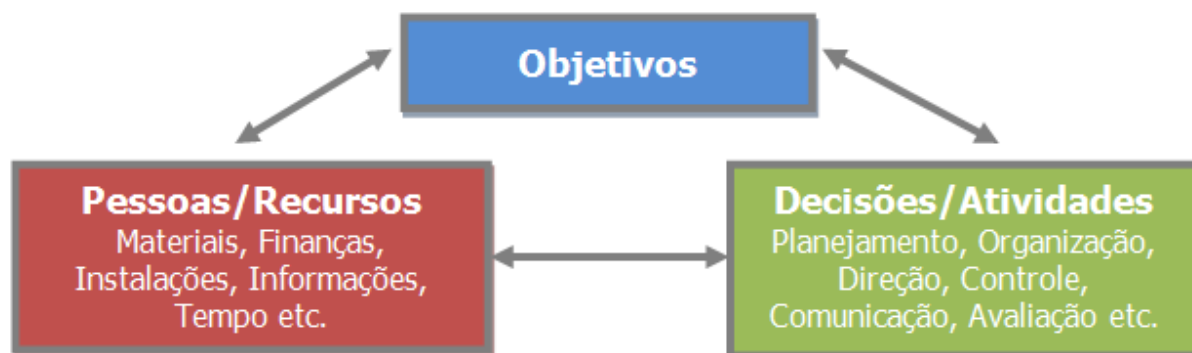 Objetivos
Pessoas/Recursos
Materiais, Finanças,
Instalações, Informações,
Tempo etc.
Decisões/Atividades
Planejamento, Organização,
Direção, Controle,
Comunicação, Avaliação etc.